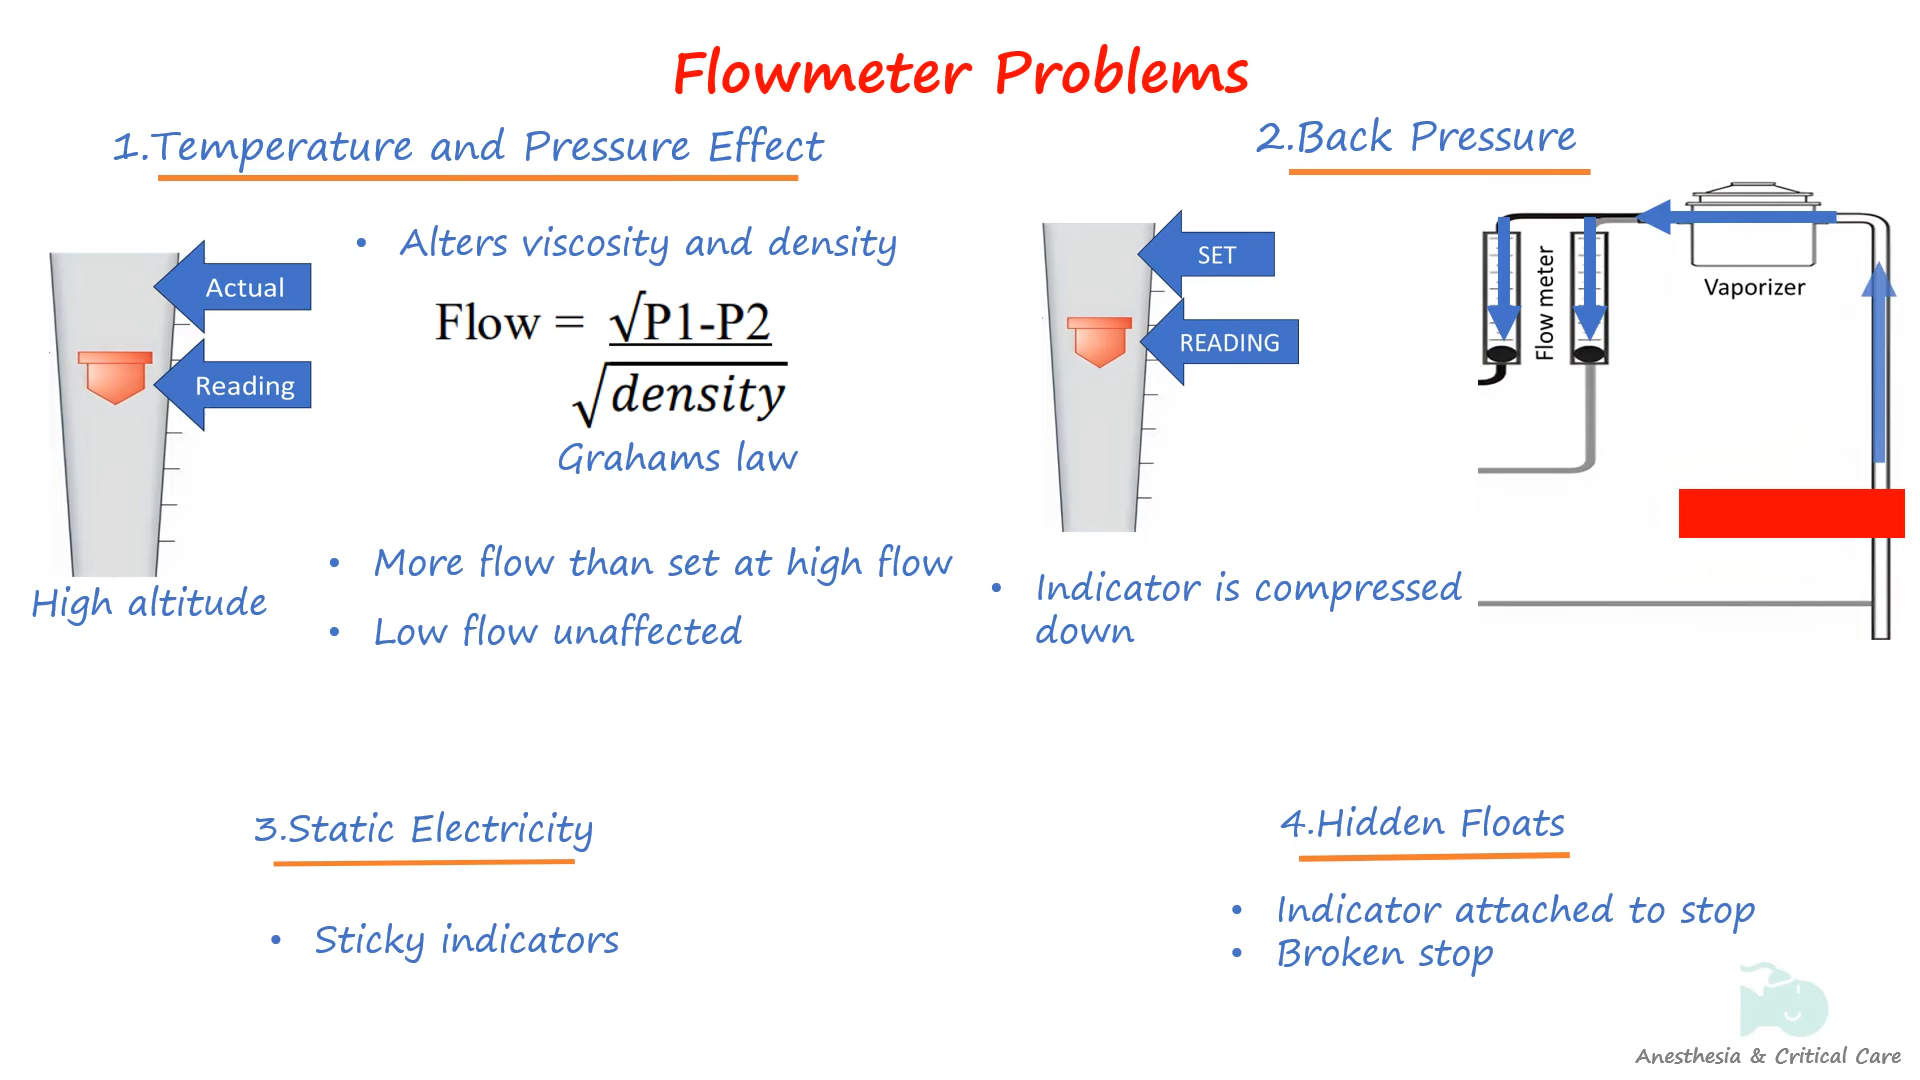 Flowmeter Problems
1.Temperature and Pressure Effect
Actual
Reading
High altitude
• Alters viscosity and density
Flow = √P1-P2
√density
Grahams law
• More flow than set at high flow
• Low flow unaffected
2.Back Pressure
SET
READING
• Indicator is compressed
down
Flow meter
Vaporizer
3.Static Electricity
• Sticky indicators
4.Hidden Floats
• Indicator attached to stop
• Broken stop
Anesthesia & Critical Care